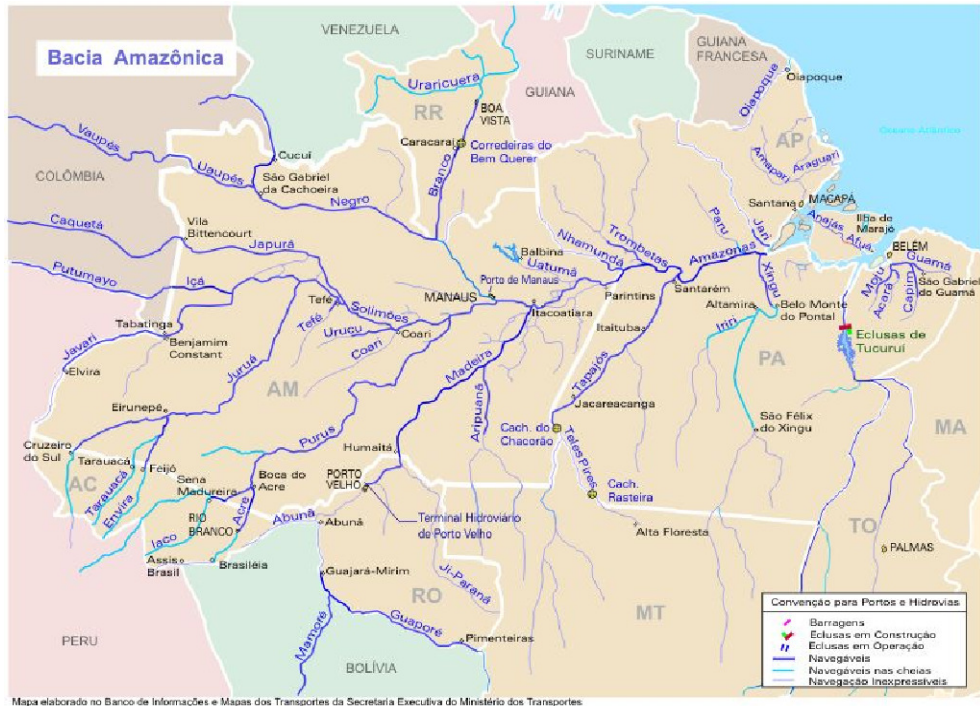 Bacia Amazônica
VENEZUELA
SURINAME
GUIANA
FRANCESA
GUIANA
COLÔMBIA
PERU
BOLÍVIA
Oceano Atlântico
RR
AP
AM
PA
MA
AC
RO
MT
TO
Uraricuera
BOA
VISTA
Oiapoque
Oiapoque
Caracaraí
Corredeiras do
Bem Querer
Branco
Vaupés
Cucuí
Uaupés
São Gabriel
da Cachoeira
Negro
Amapari
Araguari
Santana
MACAPÁ
Ilha de
Marajó
Anajás
Afuá
BELÉM
Guamá
São Gabriel
do Guamá
Moju
Acará
Capim
Caquetá
Vila
Bittencourt
Japurá
Balbina
Uatumã
Nhamundá
Trombetas
Paru
Jari
Amazonas
Xingu
Putumayo
Içá
Porto de Manaus
MANAUS
Itacoatiara
Parintins
Santarém
Altamira
Belo Monte
do Pontal
Tefé
Solimões
Tefé
Urucu
Coari
Coari
Tabatinga
Benjamim
Constant
Javari
Elvira
Juruá
Itaituba
Iriri
Eclusas de
Tucuruí
Madeira
Tapajós
Jacareacanga
Eirunepé
Purus
Aripuanã
Cach. do
Chacorão
São Félix
do Xingu
Cruzeiro
do Sul
Tarauacá
Feijó
Humaitá
Teles Pires
Tarauacá
Envira
Sena
Madureira
Boca do
Acre
PORTO
VELHO
Cach.
Rasteira
RIO
BRANCO
Acre
Iaco
Abunã
Abunã
Terminal Hidroviário
de Porto Velho
Alta Floresta
PALMAS
Assis
Brasil
Brasiléia
Guajará-Mirim
Ji-Paraná
Mamoré
Guaporé
Pimenteiras
Convenção para Portos e Hidrovias
Barragens
Eclusas em Construção
Eclusas em Operação
Navegáveis
Navegáveis nas cheias
Navegação Inexpressíveis
Mapa elaborado no Banco de Informações e Mapas dos Transportes da Secretaria Executiva do Ministério dos Transportes